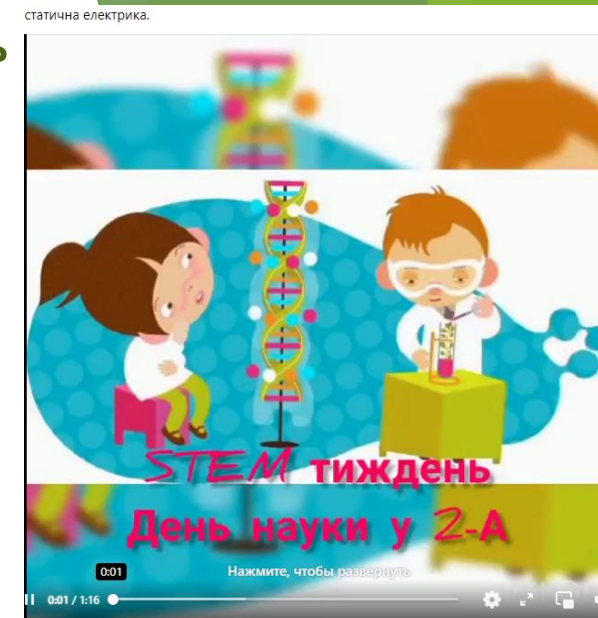 статична електрика.
STEM тиждень
День науки у 2-А
0:01
Нажмите, чтобы развернуть
0:01 / 1:16